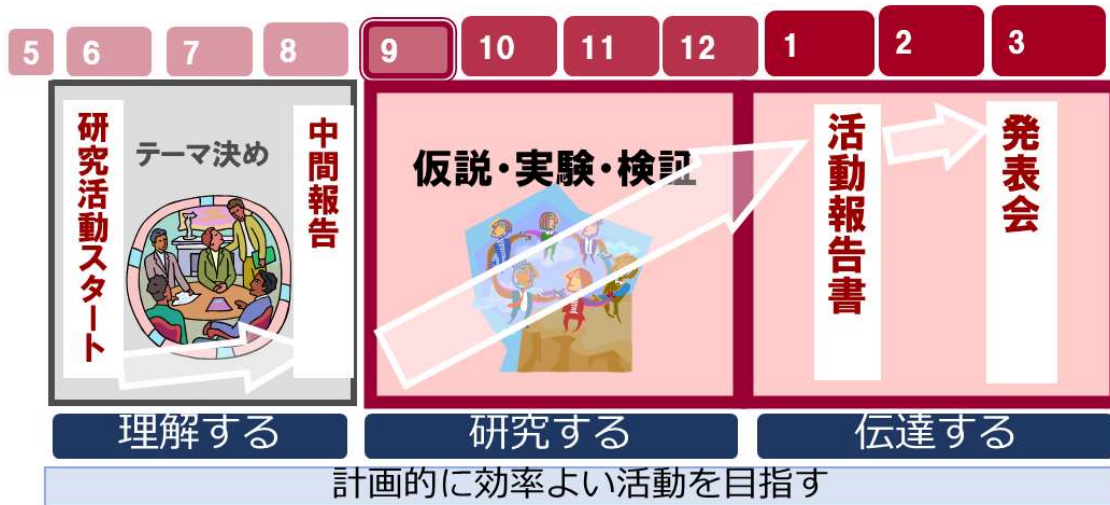 5 6 7 8 9 10 11 12 1 2 3
研究活動スタート
テーマ決め
中間報告
仮説・実験・検証
活動報告書
発表会
理解する
研究する
伝達する
計画的に効率よい活動を目指す